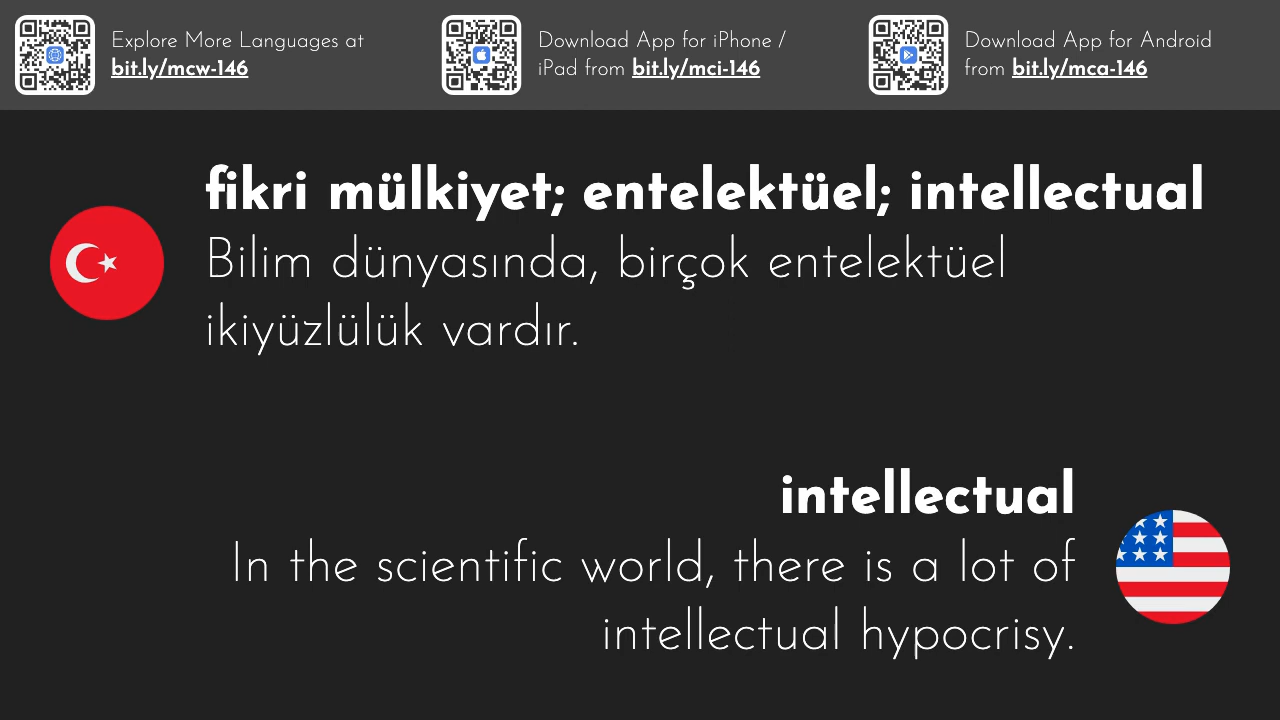 Explore More Languages at
bit.ly/mcw-146
Download App for iPhone /
iPad from bit.ly/mci-146
Download App for Android
from bit.ly/mca-146
fikri mülkiyet; entelektüel; intellectual
Bilim dünyasında, birçok entelektüel
ikiyüzlülük vardır.
intellectual
In the scientific world, there is a lot of
intellectual hypocrisy.